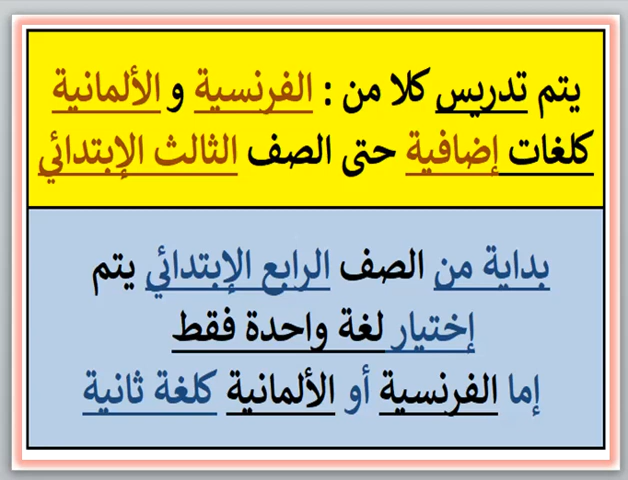 يتم تدريس كلا من : الفرنسية و الألمانية
كلغات إضافية حتى الصف الثالث الإبتدائي
بداية من الصف الرابع الإبتدائي يتم
إختيار لغة واحدة فقط
إما الفرنسية أو الألمانية كلغة ثانية